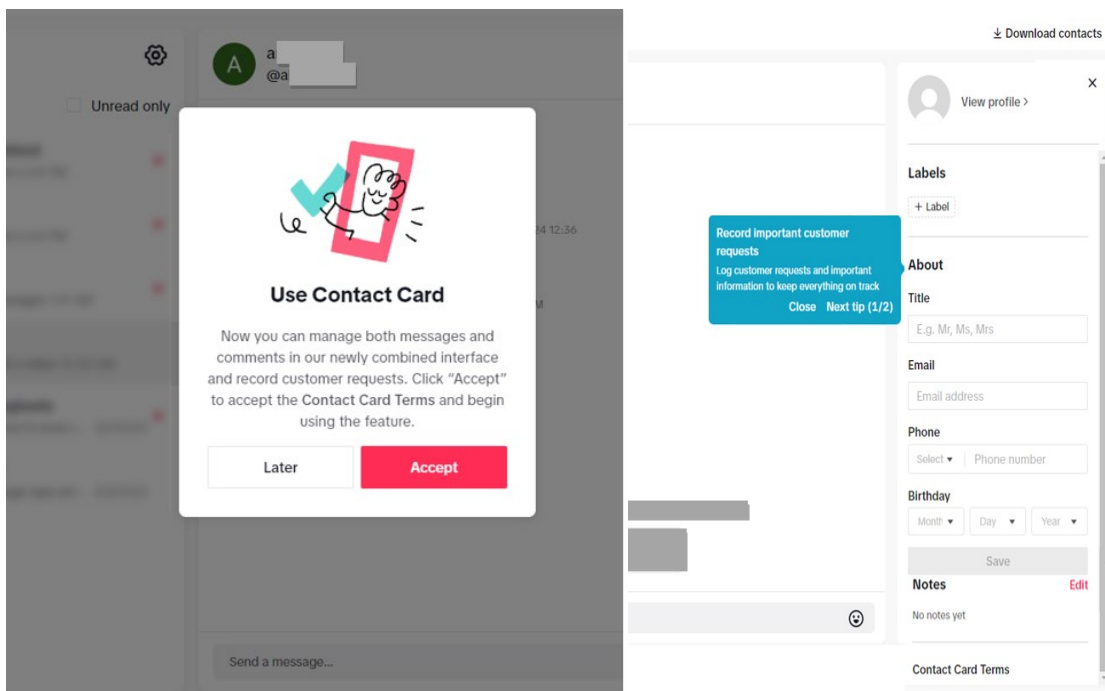 Unread only
A
a
@a
24 12:36
M
Use Contact Card
Now you can manage both messages and
comments in our newly combined interface
and record customer requests. Click “Accept”
to accept the Contact Card Terms and begin
using the feature.
Later
Accept
Send a message...
Download contacts
View profile >
Labels
+ Label
Record important customer
requests
Log customer requests and important
information to keep everything on track
Close Next tip (1/2)
About
Title
E.g. Mr, Ms, Mrs
Email
Email address
Phone
Select Phone number
Birthday
Month Day Year
Save
Notes Edit
No notes yet
Contact Card Terms